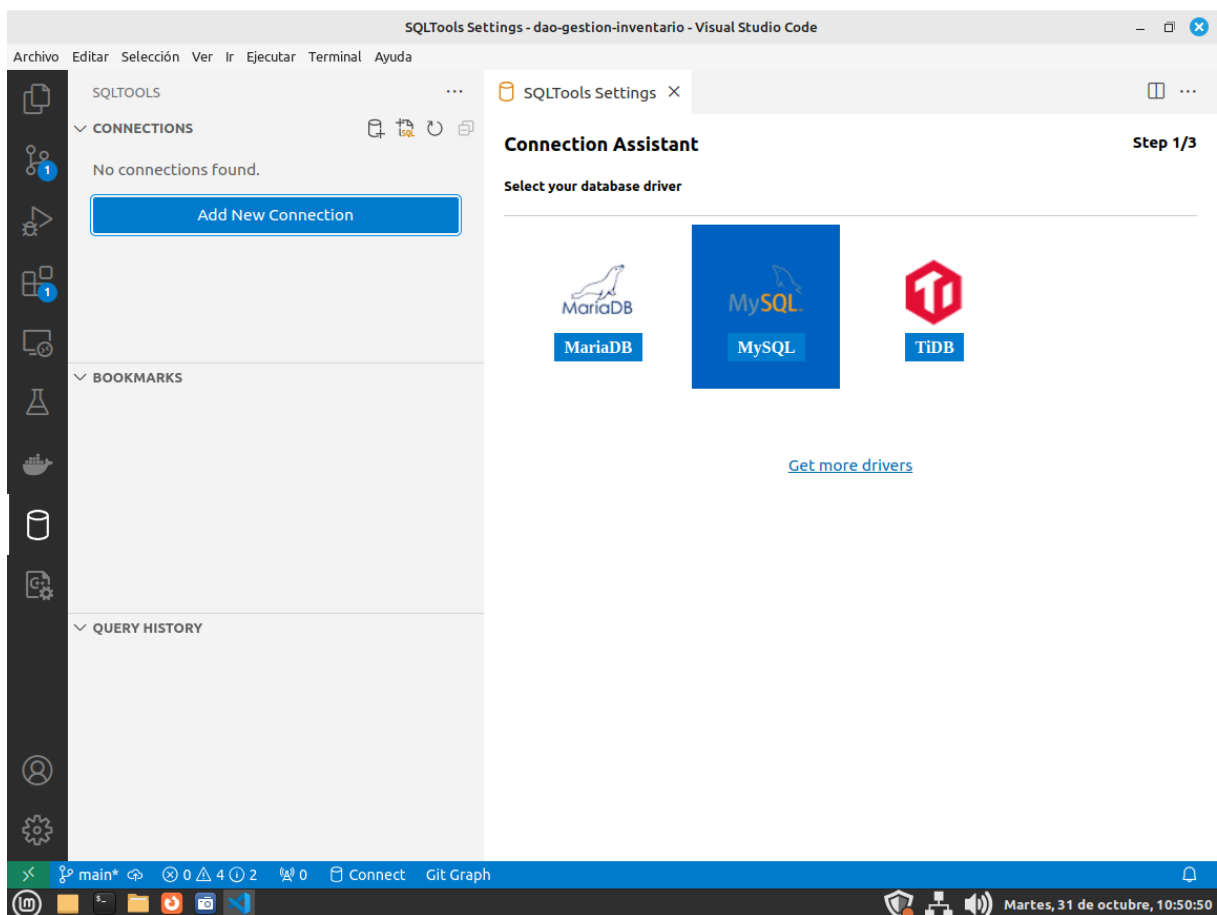 SQLTools Settings - dao-gestion-inventario - Visual Studio Code
Archivo Editar Selección Ver Ir Ejecutar Terminal Ayuda
SQLTOOLS
SQLTools Settings
CONNECTIONS
SQL
No connections found.
Add New Connection
Connection Assistant
Step 1/3
Select your database driver
MariaDB
MySQL
MariaDB
MySQL
TiDB
Get more drivers
1
1
BOOKMARKS
QUERY HISTORY
main* 0 4 2 0 Connect Git Graph
Martes, 31 de octubre, 10:50:50